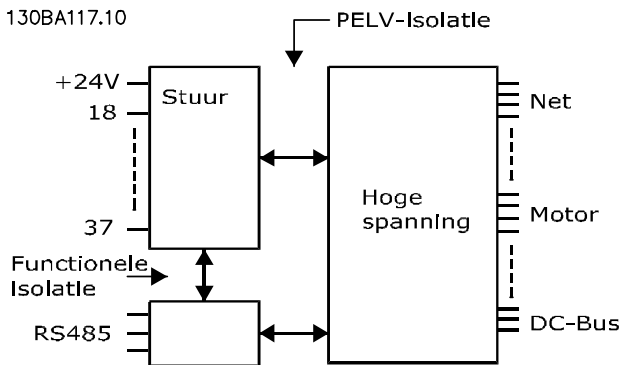 130BA117.10
PELV-Isolatie
+24V
Stuur
18
Net
37
Hoge
spanning
Motor
Functionele
Isolatie
RS485
DC-Bus